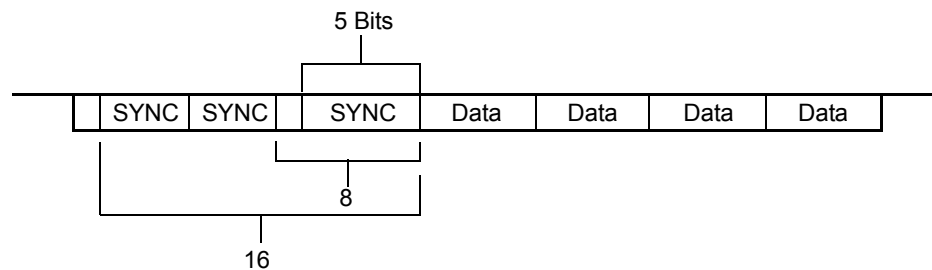 5 Bits
SYNC SYNC SYNC Data Data Data Data
8
16